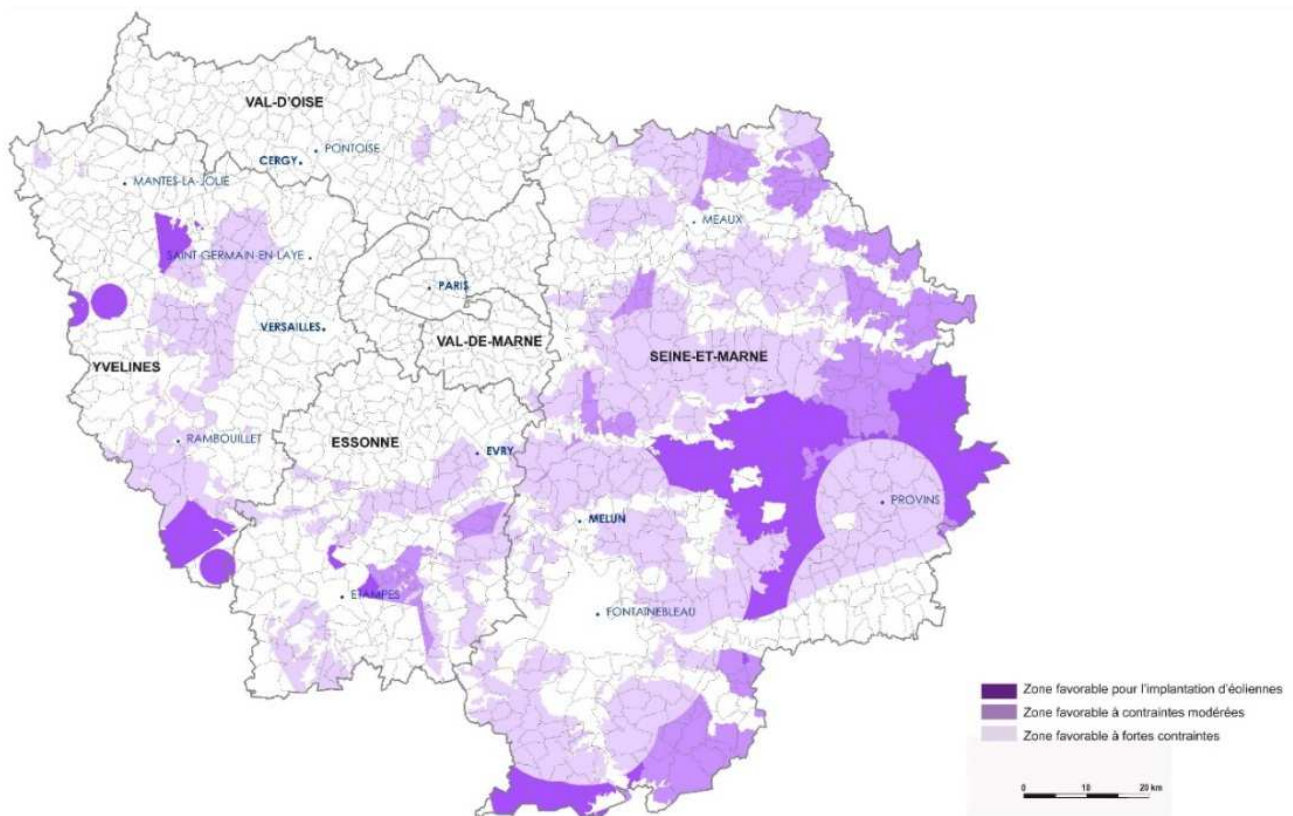 VAL-D'OISE
PONTOISE
CERGY
MANTES-LA-JOLIE
MEAUX
SAINT-GERMAIN-EN-LAYE
PARIS
VERSAILLES
VAL-DE-MARNE
SEINE-ET-MARNE
YVELINES
RAMBOUILLET
ESSONNE
EVRY
PROVINS
MELUN
ETAMPES
FONTAINEBLEAU
Zone favorable pour l'implantation d'éoliennes
Zone favorable à contraintes modérées
Zone favorable à fortes contraintes
0 10 20 km